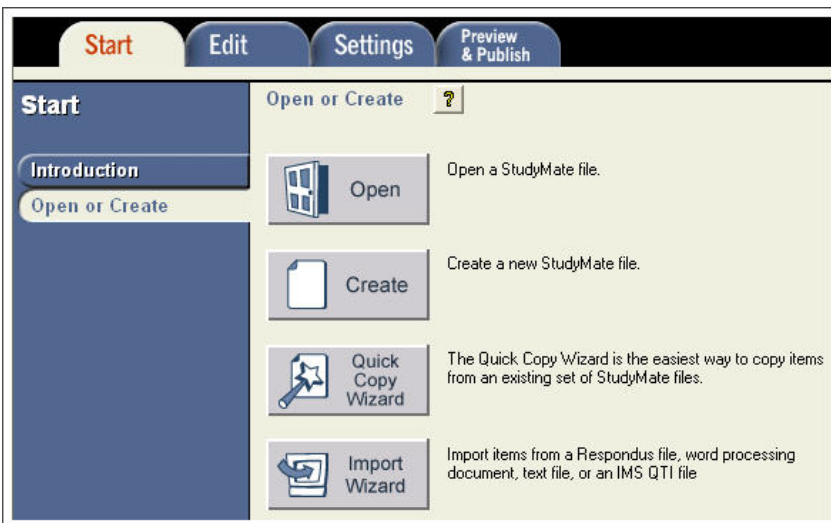 Start
Edit
Settings
Preview
& Publish
Start
Introduction
Open or Create
Open or Create
?
Open
Open a StudyMate file.
Create
Create a new StudyMate file.
Quick
Copy
Wizard
The Quick Copy Wizard is the easiest way to copy items
from an existing set of StudyMate files.
Import
Wizard
Import items from a Respondus file, word processing
document, text file, or an IMS QTI file